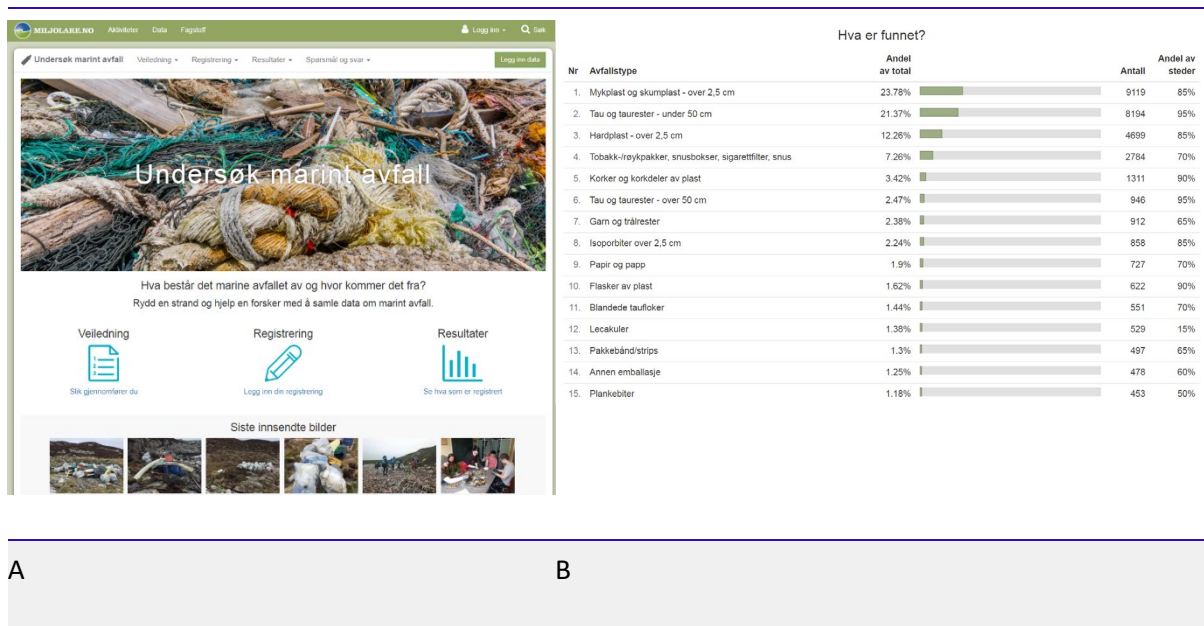 MILJOLARE.NO Aktiviteter Data Fagstoff Logg inn Søk
Undersøk marint avfall Veiledning Registrering Resultater Spørsmål og svar Legg inn data
Undersøk marint avfall
Hva består det marine avfallet av og hvor kommer det fra?
Rydd en strand og hjelp en forsker med å samle data om marint avfall.
Veiledning Registrering Resultater
1
2
3
Slik gjennomfører du Legg inn din registrering Se hva som er registrert
Siste innsendte bilder
Hva er funnet?
Nr Avfallstype Andel av total Antall Andel av steder
1. Mykplast og skumplast - over 2,5 cm 23.78% 9119 85%
2. Tau og taurester - under 50 cm 21.37% 8194 95%
3. Hardplast - over 2,5 cm 12.26% 4699 85%
4. Tobakk-/røykpakker, snusbokser, sigarettfilter, snus 7.26% 2784 70%
5. Korker og korkdeler av plast 3.42% 1311 90%
6. Tau og taurester - over 50 cm 2.47% 946 95%
7. Garn og trålrester 2.38% 912 65%
8. Isoporbiter over 2,5 cm 2.24% 858 85%
9. Papir og papp 1.9% 727 70%
10. Flasker av plast 1.62% 622 90%
11. Blandede taufloker 1.44% 551 70%
12. Lecakuler 1.38% 529 15%
13. Pakkebånd/strips 1.3% 497 65%
14. Annen emballasje 1.25% 478 60%
15. Plankebiter 1.18% 453 50%
A B